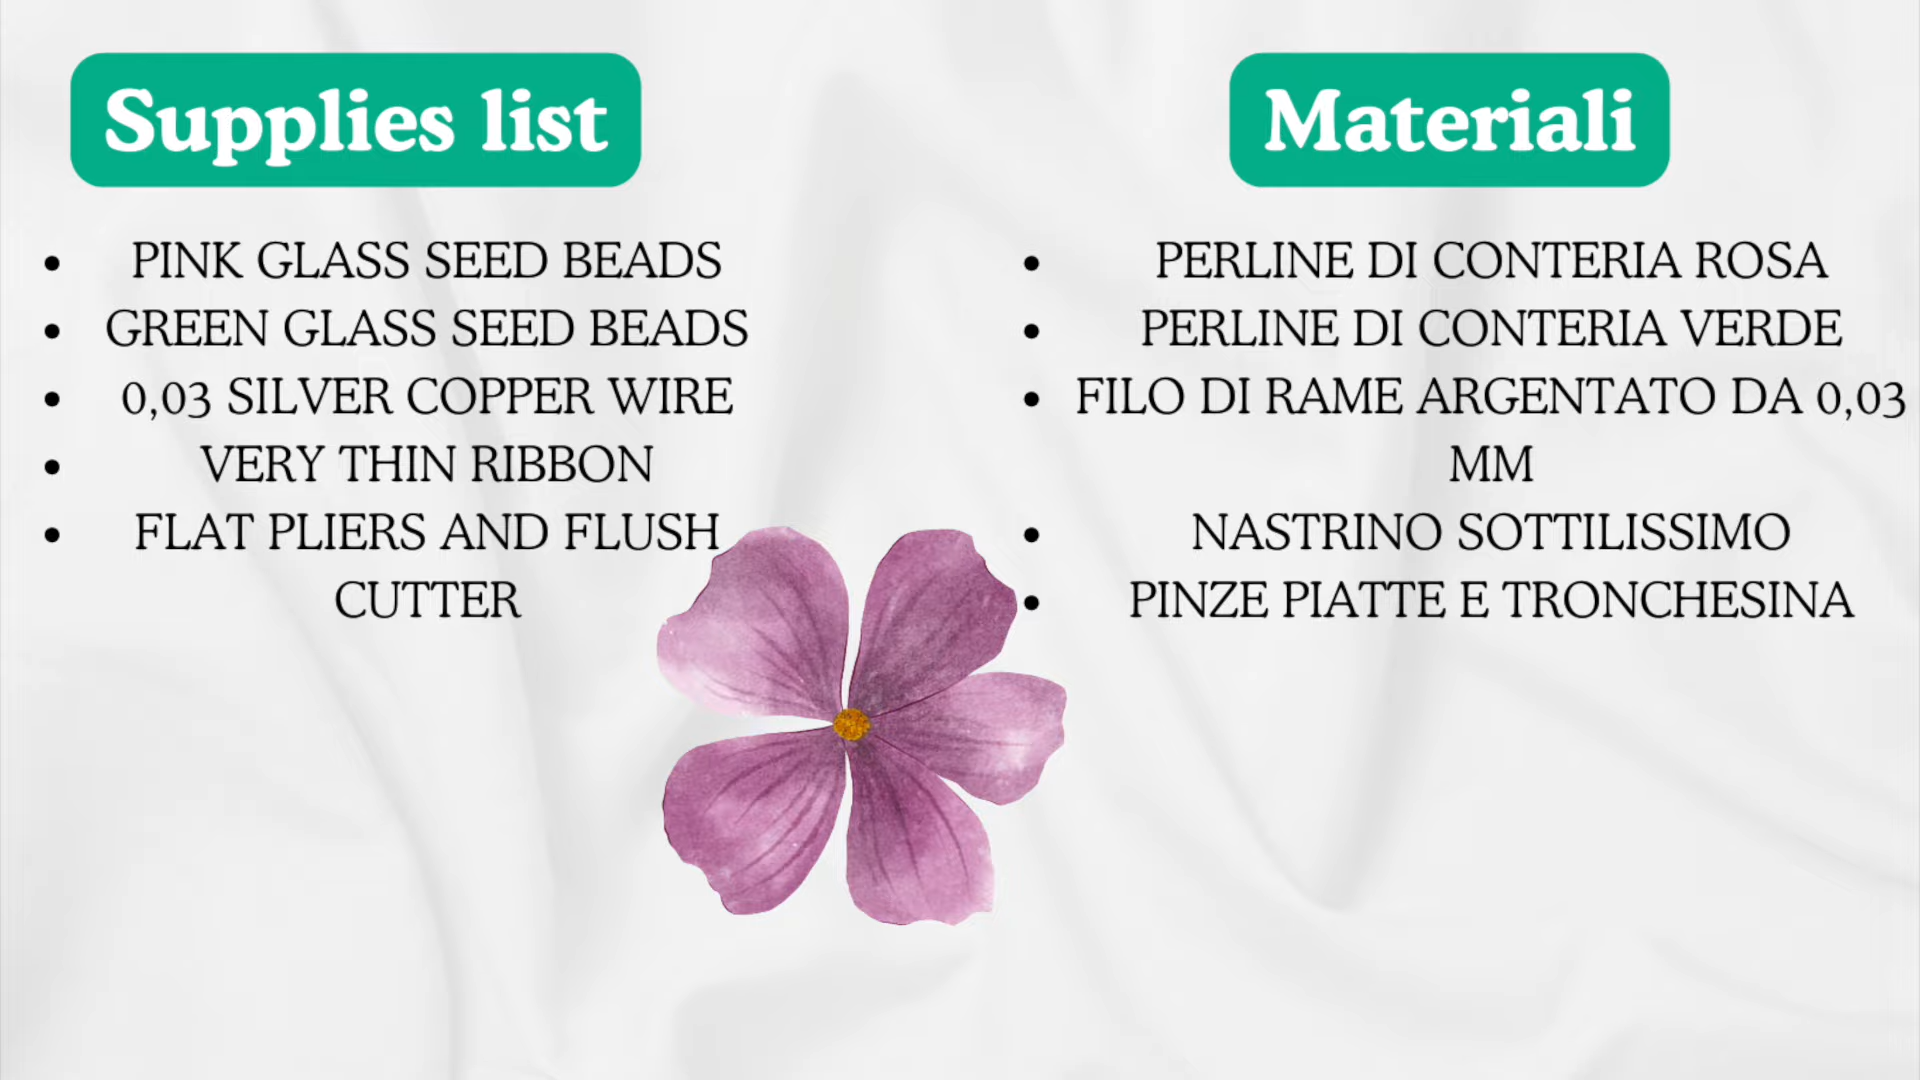 Supplies list
• PINK GLASS SEED BEADS
• GREEN GLASS SEED BEADS
• 0,03 SILVER COPPER WIRE
• VERY THIN RIBBON
• FLAT PLIERS AND FLUSH
CUTTER
Materiali
• PERLINE DI CONTERIA ROSA
• PERLINE DI CONTERIA VERDE
• FILO DI RAME ARGENTATO DA 0,03
MM
• NASTRINO SOTTILISSIMO
• PINZE PIATTE E TRONCHESINA